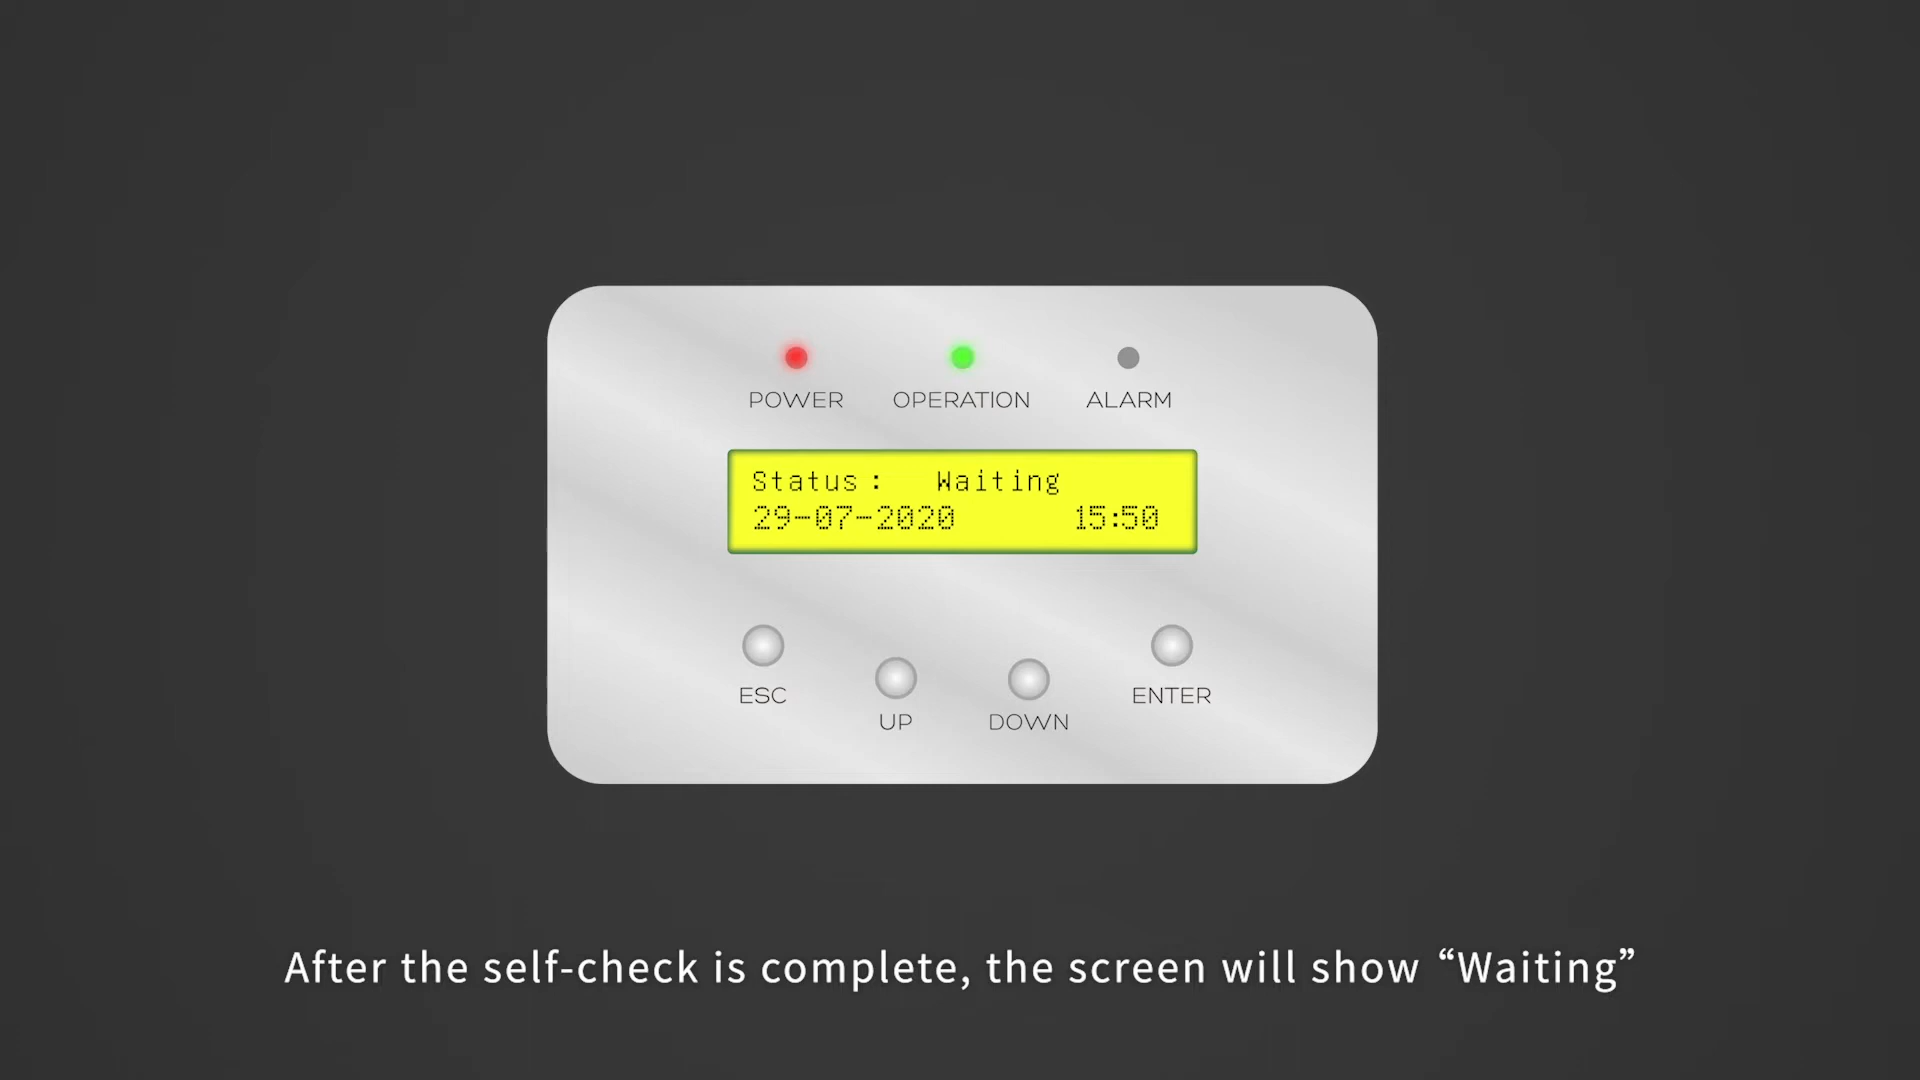 POWER OPERATION ALARM
Status: Waiting
29-07-2020 15:50
ESC UP DOWN ENTER
After the self-check is complete, the screen will show “Waiting”